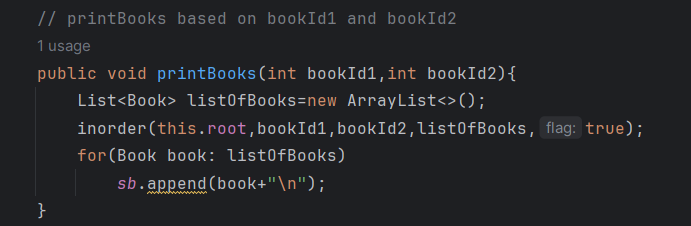 // printBooks based on bookId1 and bookId2
1 usage
public void printBooks(int bookId1,int bookId2){
List<Book> listOfBooks=new ArrayList<>();
inorder(this.root,bookId1,bookId2,listOfBooks, flag: true);
for(Book book: listOfBooks)
sb.append(book+"\n");
}